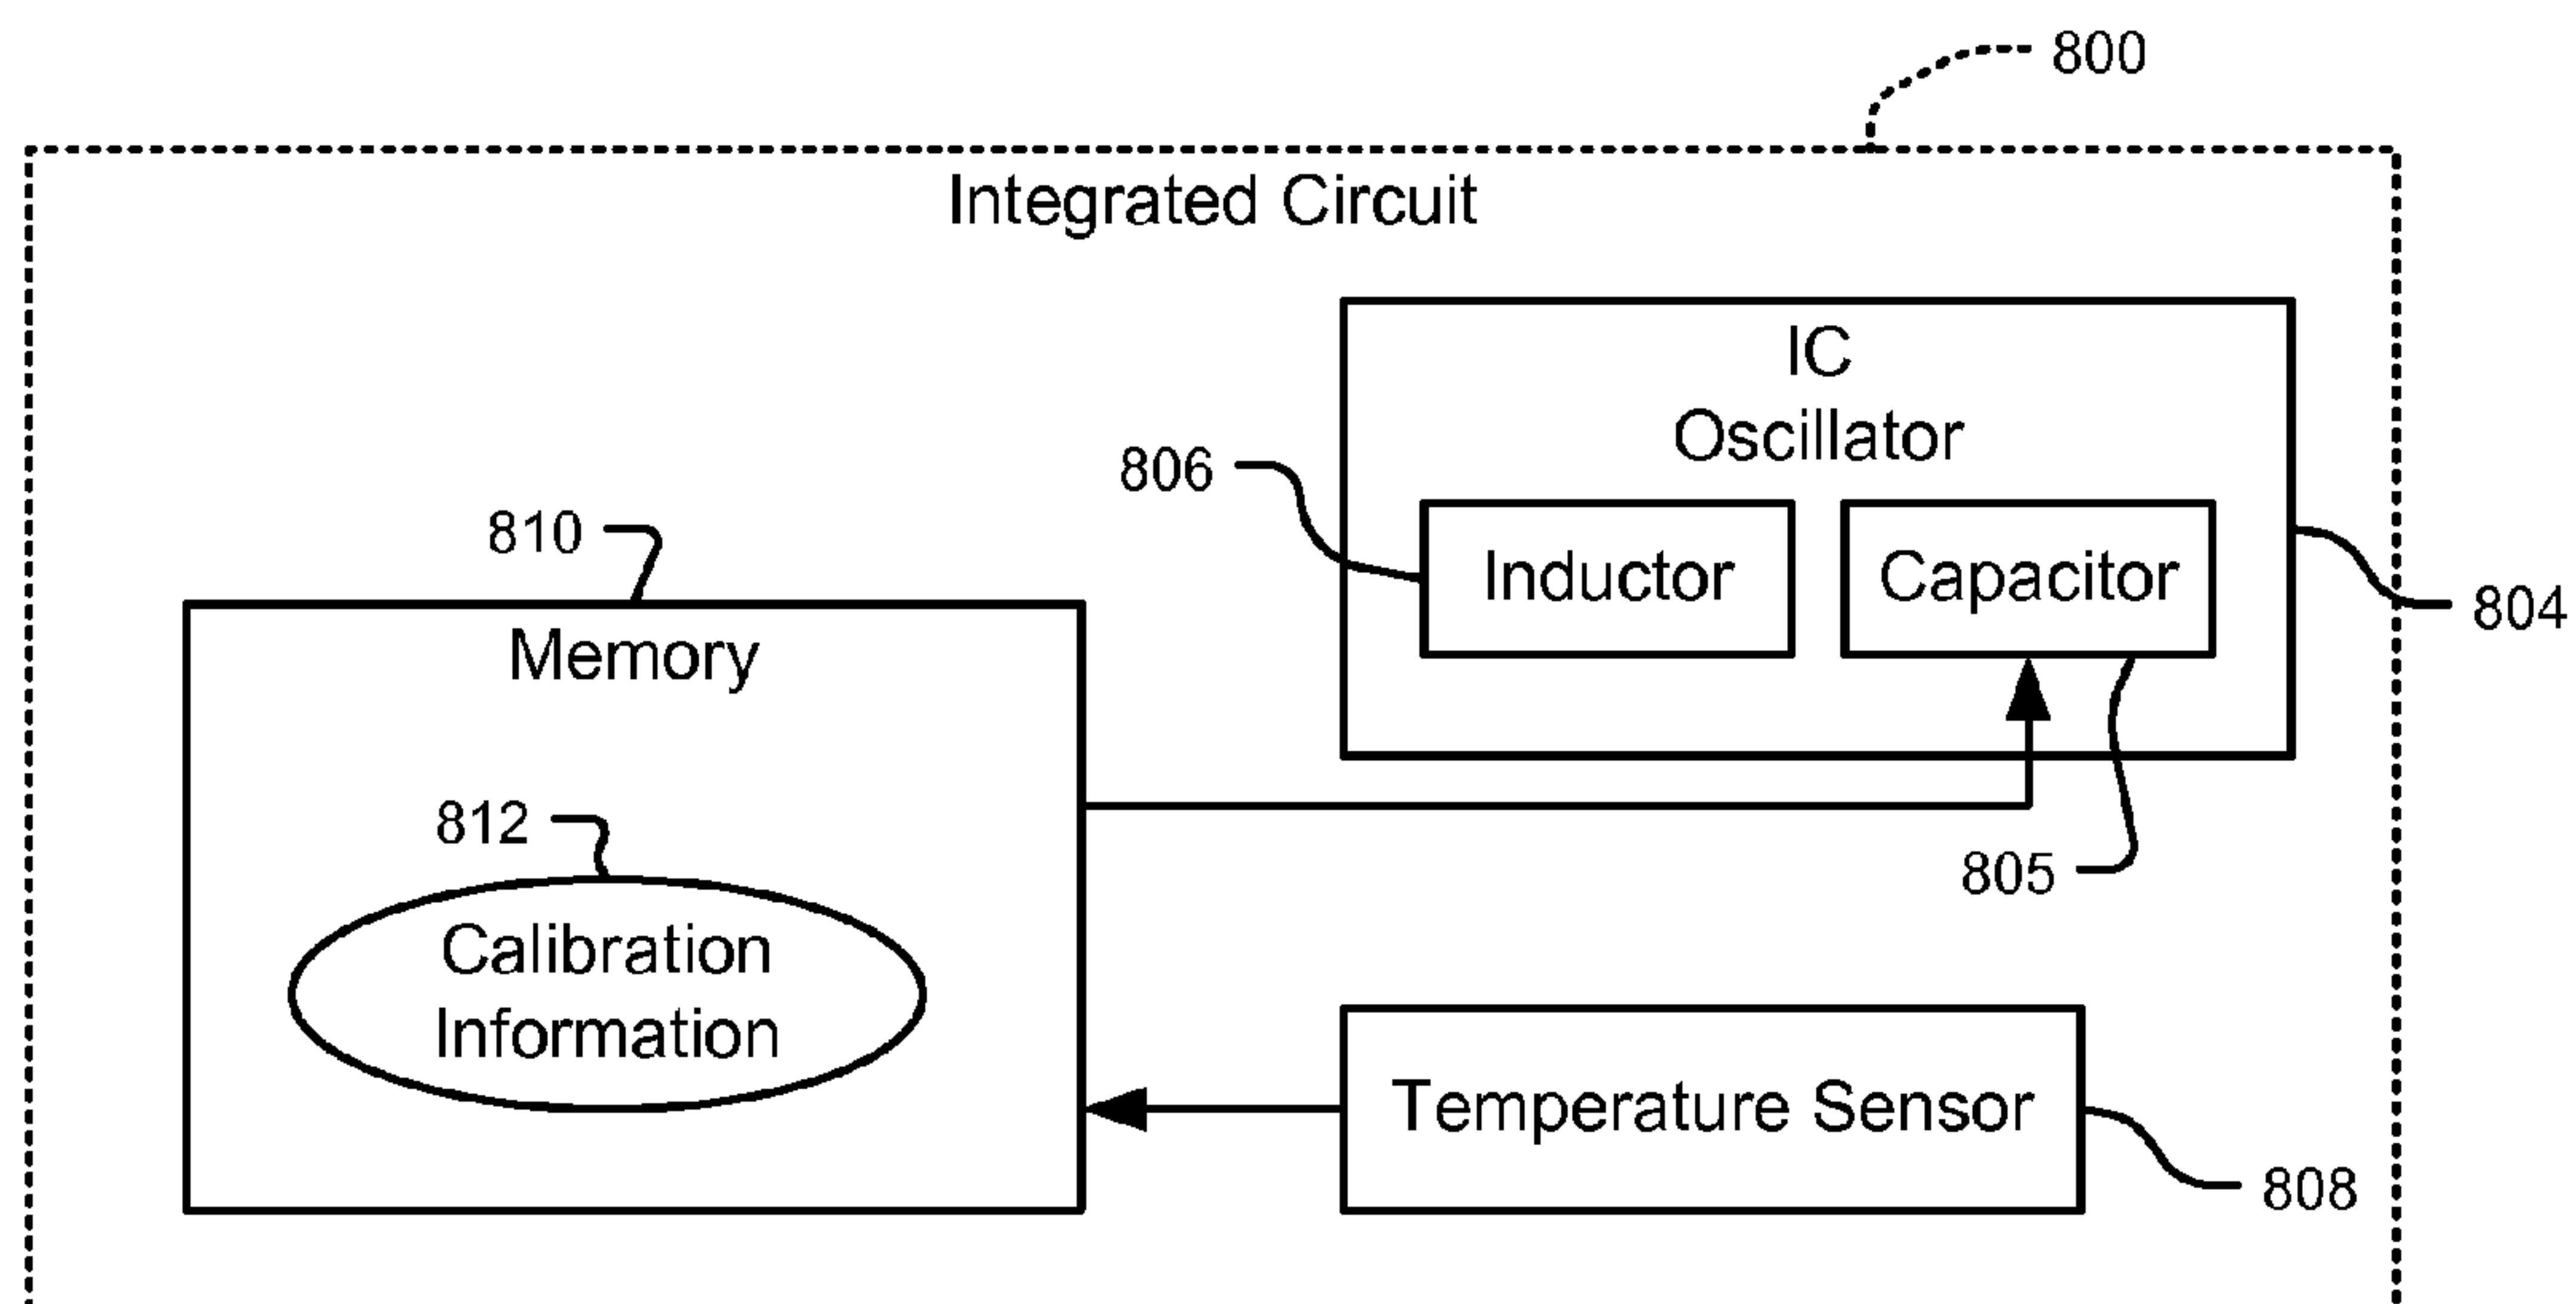 800
Integrated Circuit
IC
Oscillator
806
Inductor
Capacitor
804
810
Memory
812
805
Calibration
Information
Temperature Sensor
808